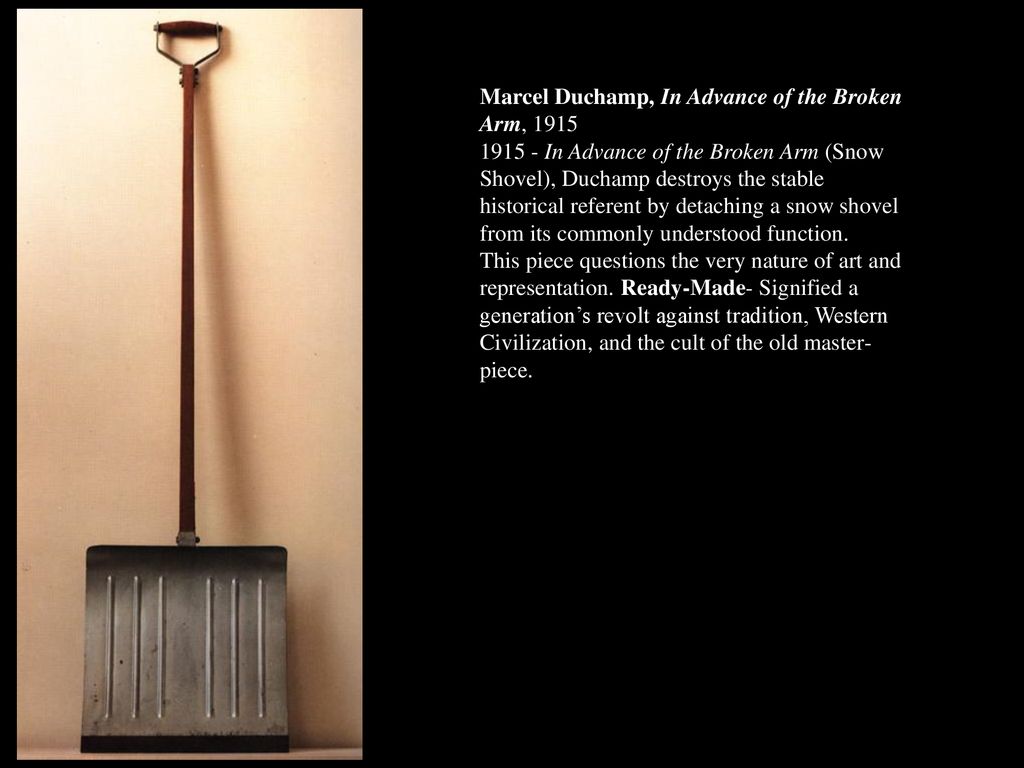 Marcel Duchamp, In Advance of the Broken
Arm, 1915
1915 - In Advance of the Broken Arm (Snow
Shovel), Duchamp destroys the stable
historical referent by detaching a snow shovel
from its commonly understood function.
This piece questions the very nature of art and
representation. Ready-Made- Signified a
generation’s revolt against tradition, Western
Civilization, and the cult of the old master-
piece.